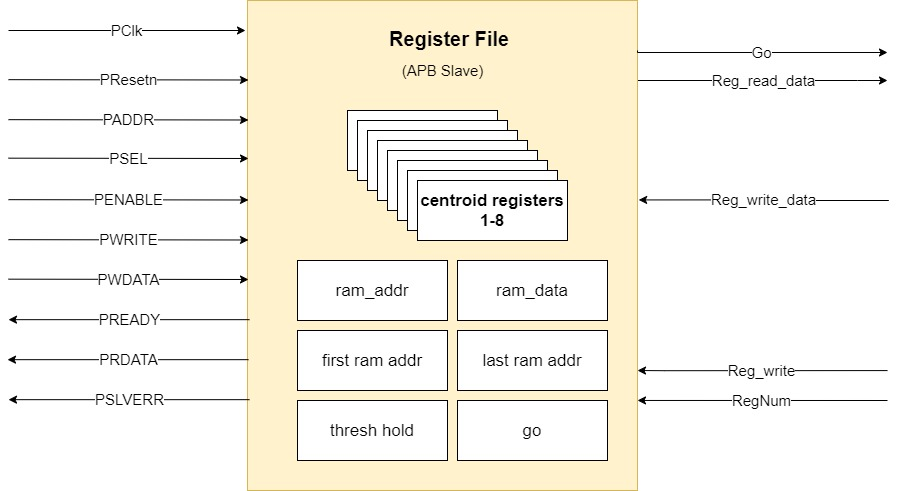 PClk
PResetn
PADDR
PSEL
PENABLE
PWRITE
PWDATA
PREADY
PRDATA
PSLVERR
Register File
(APB Slave)
centroid registers
1-8
ram_addr
ram_data
first ram addr
last ram addr
thresh hold
go
Go
Reg_read_data
Reg_write_data
Reg_write
RegNum